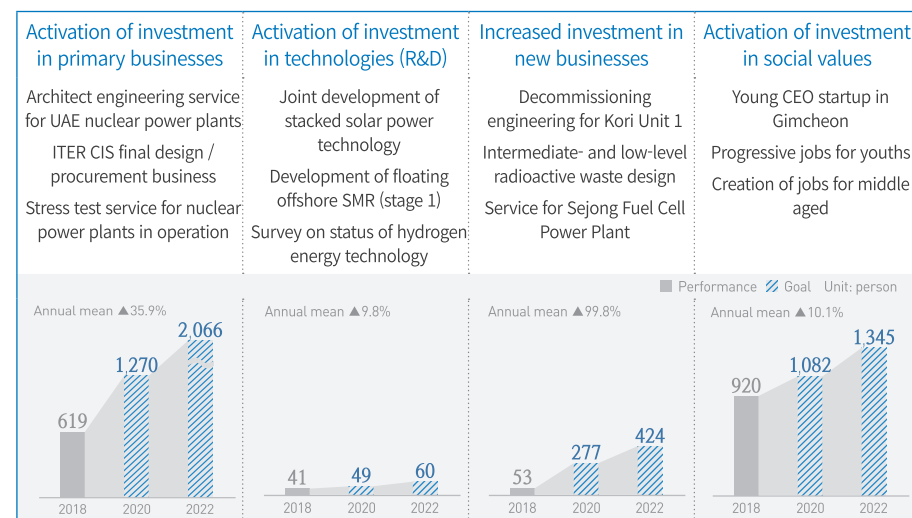 Activation of investment
in primary businesses
Architect engineering service
for UAE nuclear power plants
ITER CIS final design /
procurement business
Stress test service for nuclear
power plants in operation
Activation of investment
in technologies (R&D)
Joint development of
stacked solar power
technology
Development of floating
offshore SMR (stage 1)
Survey on status of hydrogen
energy technology
Increased investment in
new businesses
Decommissioning
engineering for Kori Unit 1
Intermediate- and low-level
radioactive waste design
Service for Sejong Fuel Cell
Power Plant
Activation of investment
in social values
Young CEO startup in
Gimcheon
Progressive jobs for youths
Creation of jobs for middle
aged
Performance Goal Unit: person
Annual mean ▲35.9%
619
1,270
2,066
2018 2020 2022
Annual mean ▲9.8%
41
49
60
2018 2020 2022
Annual mean ▲99.8%
53
277
424
2018 2020 2022
Annual mean ▲10.1%
920
1,082
1,345
2018 2020 2022